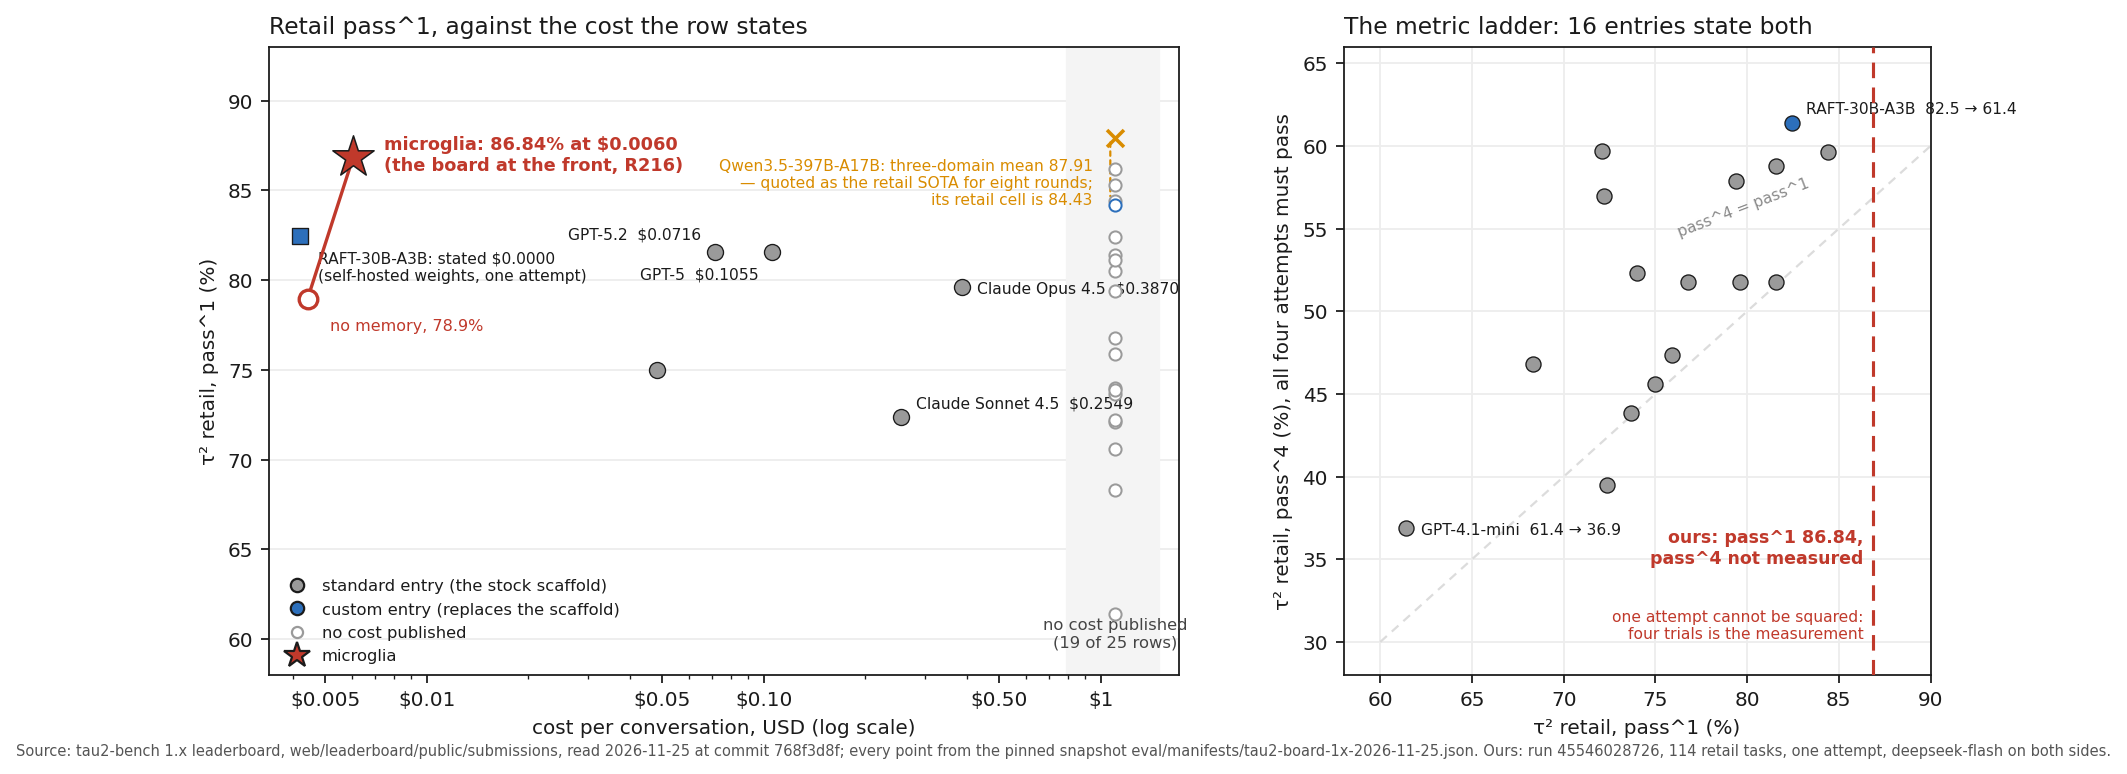 Retail pass^1, against the cost the row states
τ² retail, pass^1 (%)
90
85
80
75
70
65
60
microglia: 86.84% at $0.0060
(the board at the front, R216)
Qwen3.5-397B-A17B: three-domain mean 87.91
— quoted as the retail SOTA for eight rounds;
its retail cell is 84.43
GPT-5.2  $0.0716
RAFT-30B-A3B: stated $0.0000
(self-hosted weights, one attempt)
GPT-5  $0.1055
Claude Opus 4.5  $0.3870
no memory, 78.9%
Claude Sonnet 4.5  $0.2549
standard entry (the stock scaffold)
custom entry (replaces the scaffold)
no cost published
microglia
no cost published
(19 of 25 rows)
$0.005
$0.01
$0.05
$0.10
$0.50
$1
cost per conversation, USD (log scale)
The metric ladder: 16 entries state both
τ² retail, pass^4 (%), all four attempts must pass
65
60
55
50
45
40
35
30
RAFT-30B-A3B  82.5 → 61.4
pass^4 = pass^1
GPT-4.1-mini  61.4 → 36.9
ours: pass^1 86.84,
pass^4 not measured
one attempt cannot be squared:
four trials is the measurement
60
65
70
75
80
85
90
τ² retail, pass^1 (%)
Source: tau2-bench 1.x leaderboard, web/leaderboard/public/submissions, read 2026-11-25 at commit 768f3d8f; every point from the pinned snapshot eval/manifests/tau2-board-1x-2026-11-25.json. Ours: run 45546028726, 114 retail tasks, one attempt, deepseek-flash on both sides.